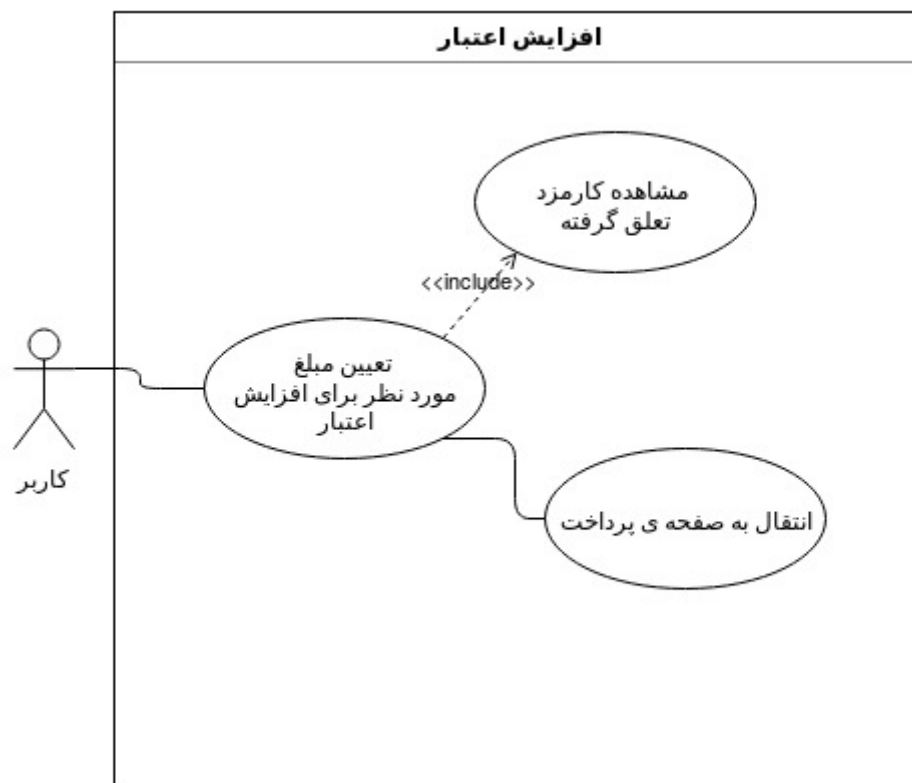 افزایش اعتبار
مشاهده کارمزد
تعلق گرفته
<<include>>
تعیین مبلغ
مورد نظر برای افزایش
اعتبار
کاربر
انتقال به صفحه ی پرداخت